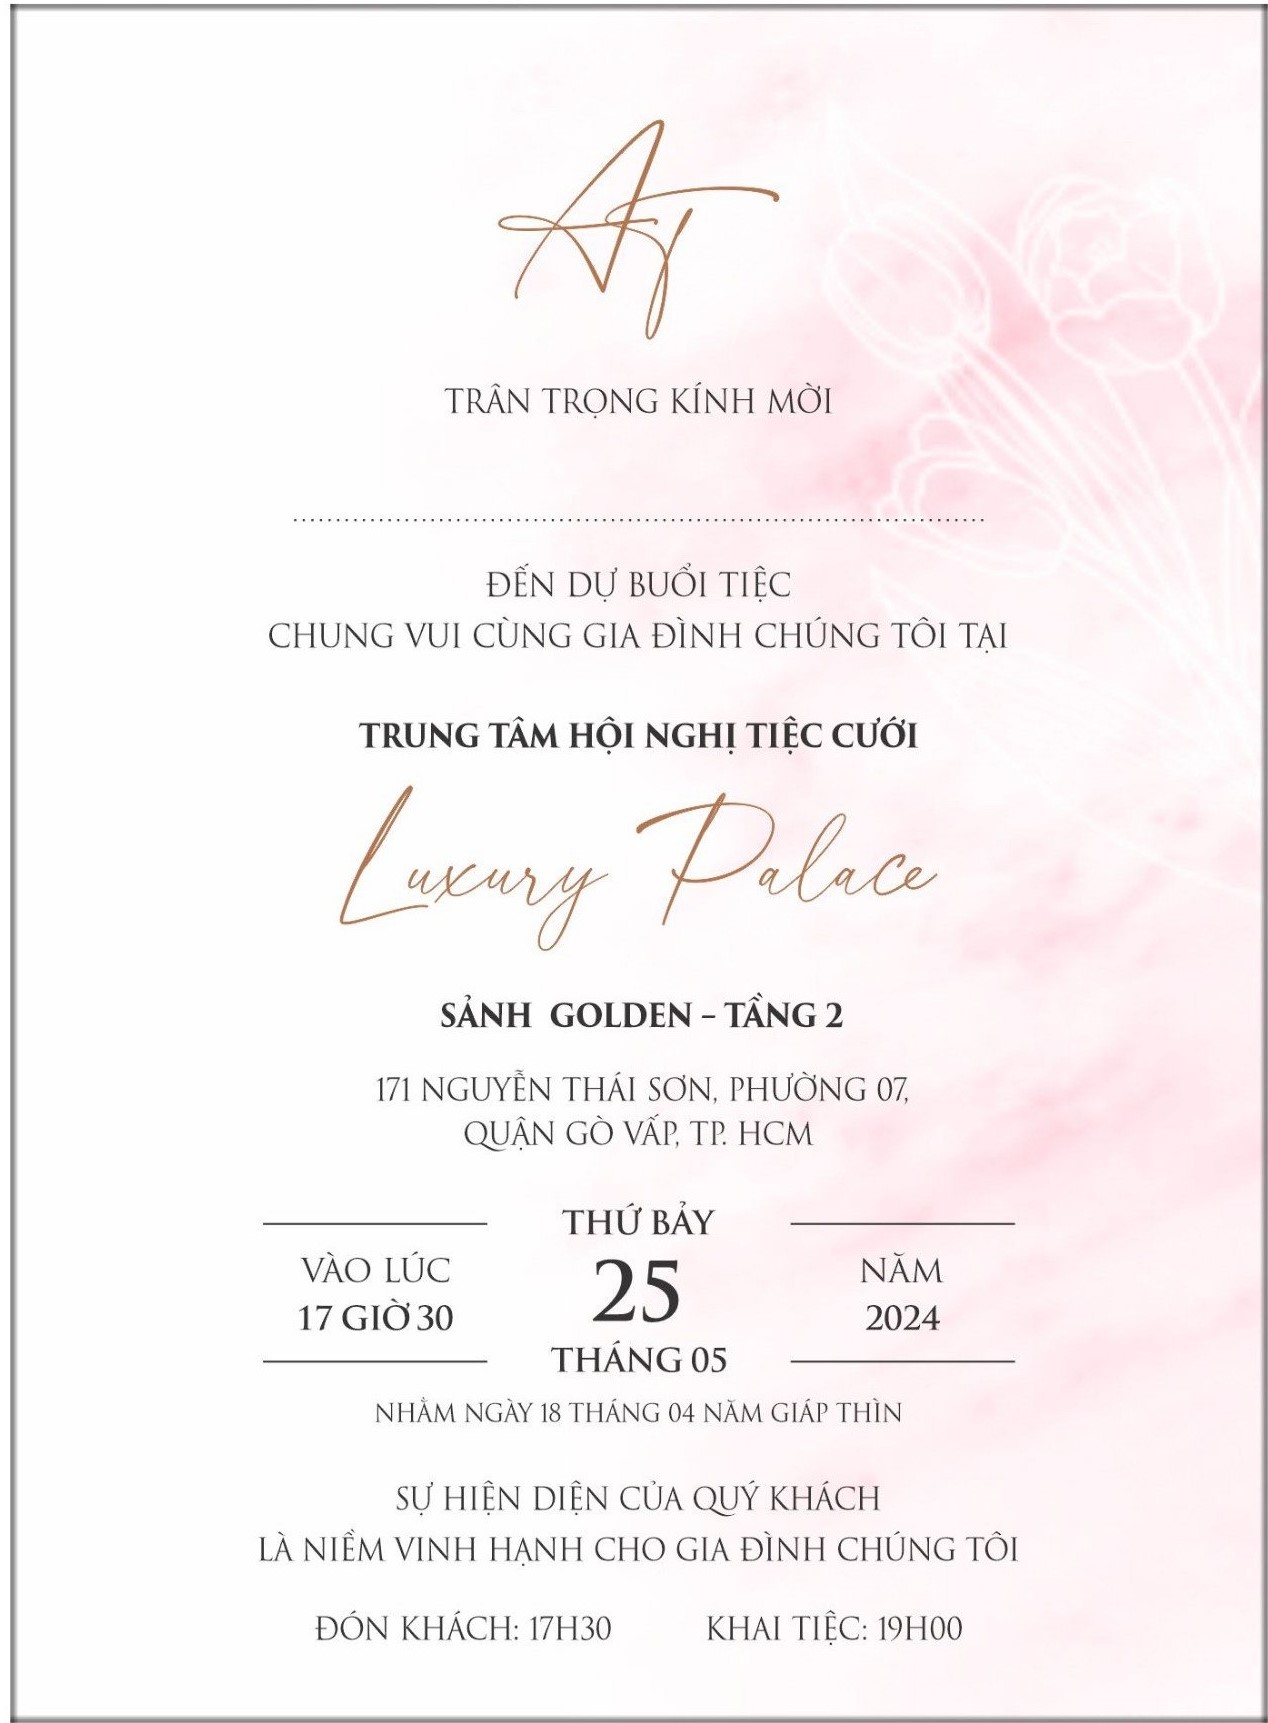 AT
TRÂN TRỌNG KÍNH MỜI
ĐẾN DỰ BUỔI TIỆC
CHUNG VUI CÙNG GIA ĐÌNH CHÚNG TÔI TẠI
TRUNG TÂM HỘI NGHỊ TIỆC CƯỚI
Luxury Palace
SẢNH GOLDEN – TẦNG 2
171 NGUYỄN THÁI SƠN, PHƯỜNG 07,
QUẬN GÒ VẤP, TP. HCM
VÀO LÚC
17 GIỜ 30
THỨ BẢY
25
THÁNG 05
NĂM
2024
NHẰM NGÀY 18 THÁNG 04 NĂM GIÁP THÌN
SỰ HIỆN DIỆN CỦA QUÝ KHÁCH
LÀ NIỀM VINH HẠNH CHO GIA ĐÌNH CHÚNG TÔI
ĐÓN KHÁCH: 17H30 KHAI TIỆC: 19H00